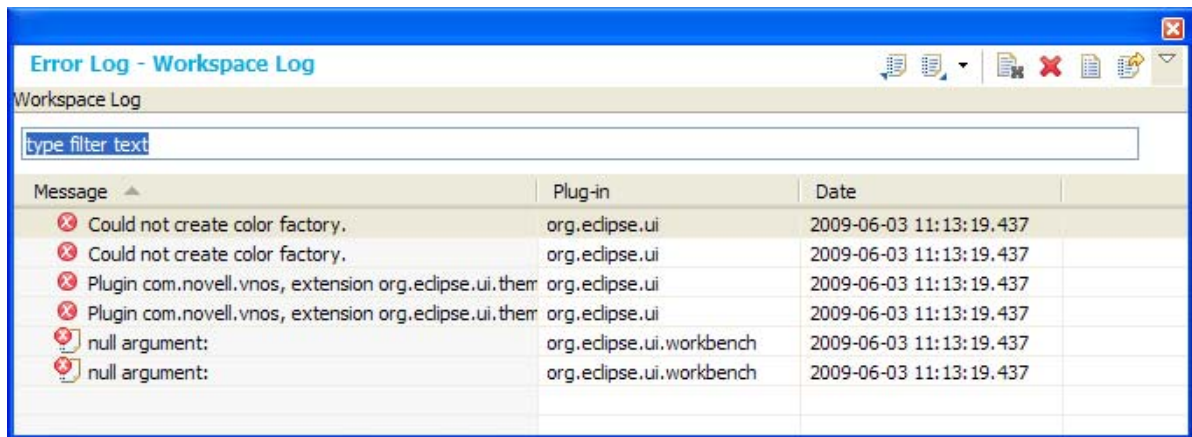 Error Log - Workspace Log
Workspace Log
type filter text
Message Plug-in Date
Could not create color factory. org.eclipse.ui 2009-06-03 11:13:19.437
Could not create color factory. org.eclipse.ui 2009-06-03 11:13:19.437
Plugin com.novell.vnos, extension org.eclipse.ui.them org.eclipse.ui 2009-06-03 11:13:19.437
Plugin com.novell.vnos, extension org.eclipse.ui.them org.eclipse.ui 2009-06-03 11:13:19.437
null argument: org.eclipse.ui.workbench 2009-06-03 11:13:19.437
null argument: org.eclipse.ui.workbench 2009-06-03 11:13:19.437